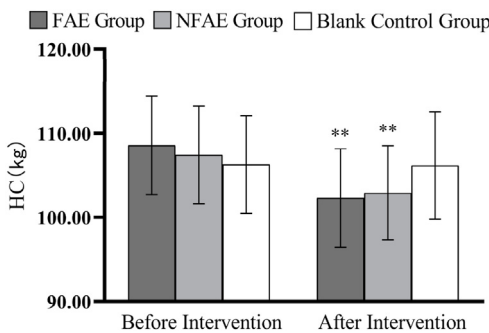 FAE Group NFAE Group Blank Control Group
120.00
110.00
100.00
90.00
HC(kg)
** **
Before Intervention After Intervention